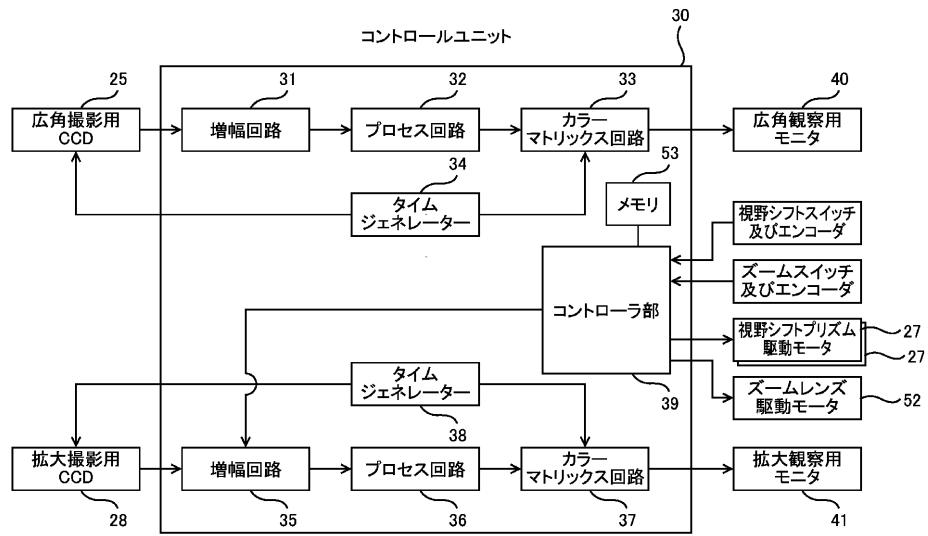 コントロールユニット
30
25
31
32
33
40
広角撮影用
CCD
増幅回路
プロセス回路
カラー
マトリックス回路
広角観察用
モニタ
34
53
タイム
ジェネレーター
メモリ
視野シフトスイッチ
及びエンコーダ
ズームスイッチ
及びエンコーダ
コントローラ部
視野シフトプリズム
駆動モータ
27
27
タイム
ジェネレーター
38
39
ズームレンズ
駆動モータ
52
拡大撮影用
CCD
増幅回路
プロセス回路
カラー
マトリックス回路
拡大観察用
モニタ
28
35
36
37
41